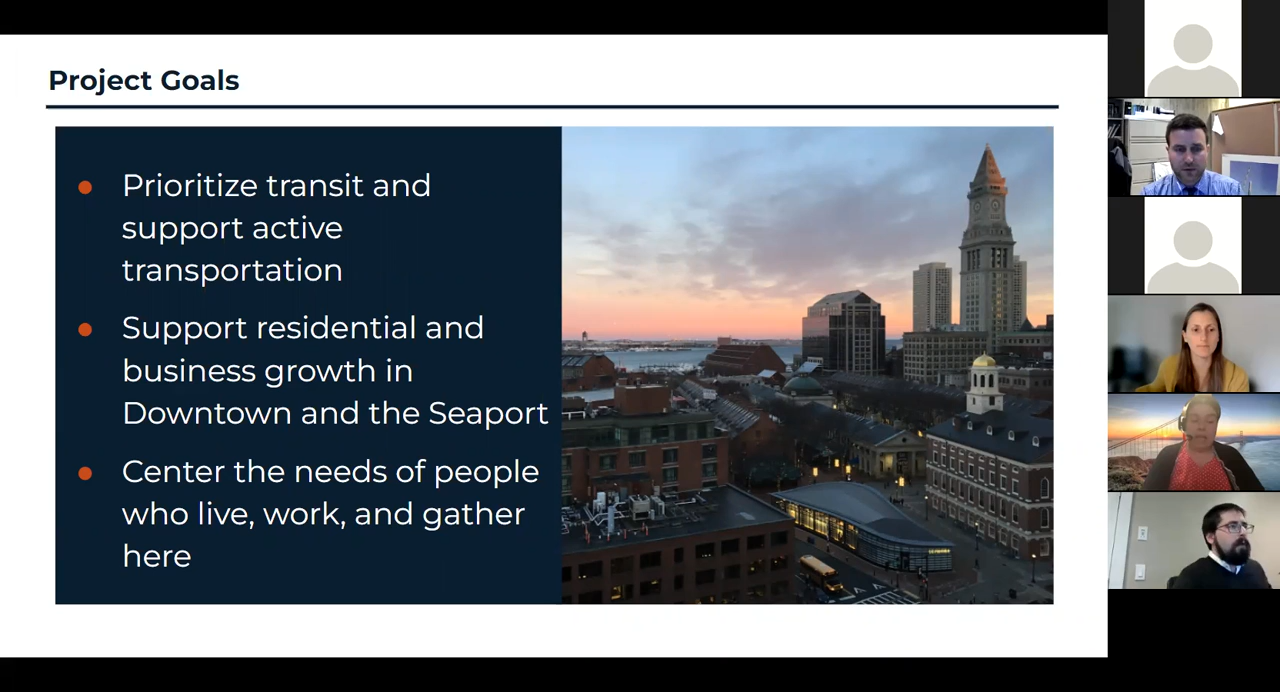 Project Goals
Prioritize transit and
support active
transportation
Support residential and
business growth in
Downtown and the Seaport
Center the needs of people
who live, work, and gather
here